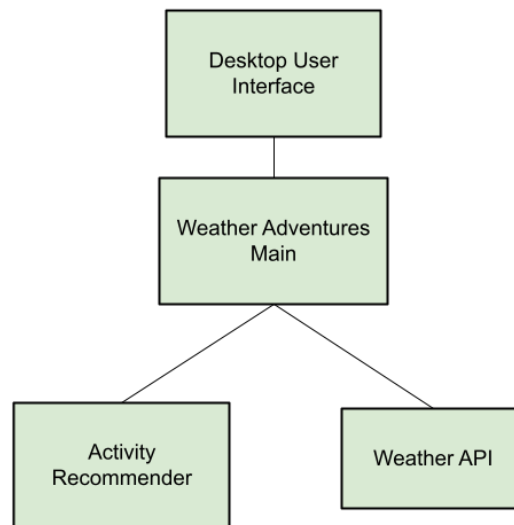 Desktop User
Interface
Weather Adventures
Main
Activity
Recommender
Weather API